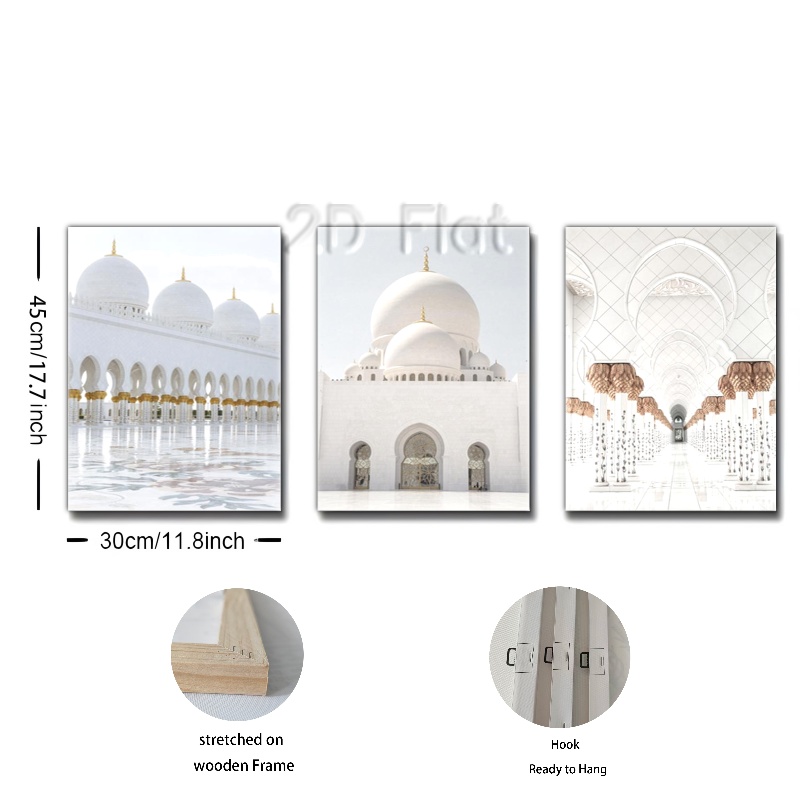 2D Flat
45cm/17.7inch
30cm/11.8inch
stretched on
wooden Frame
Hook
Ready to Hang